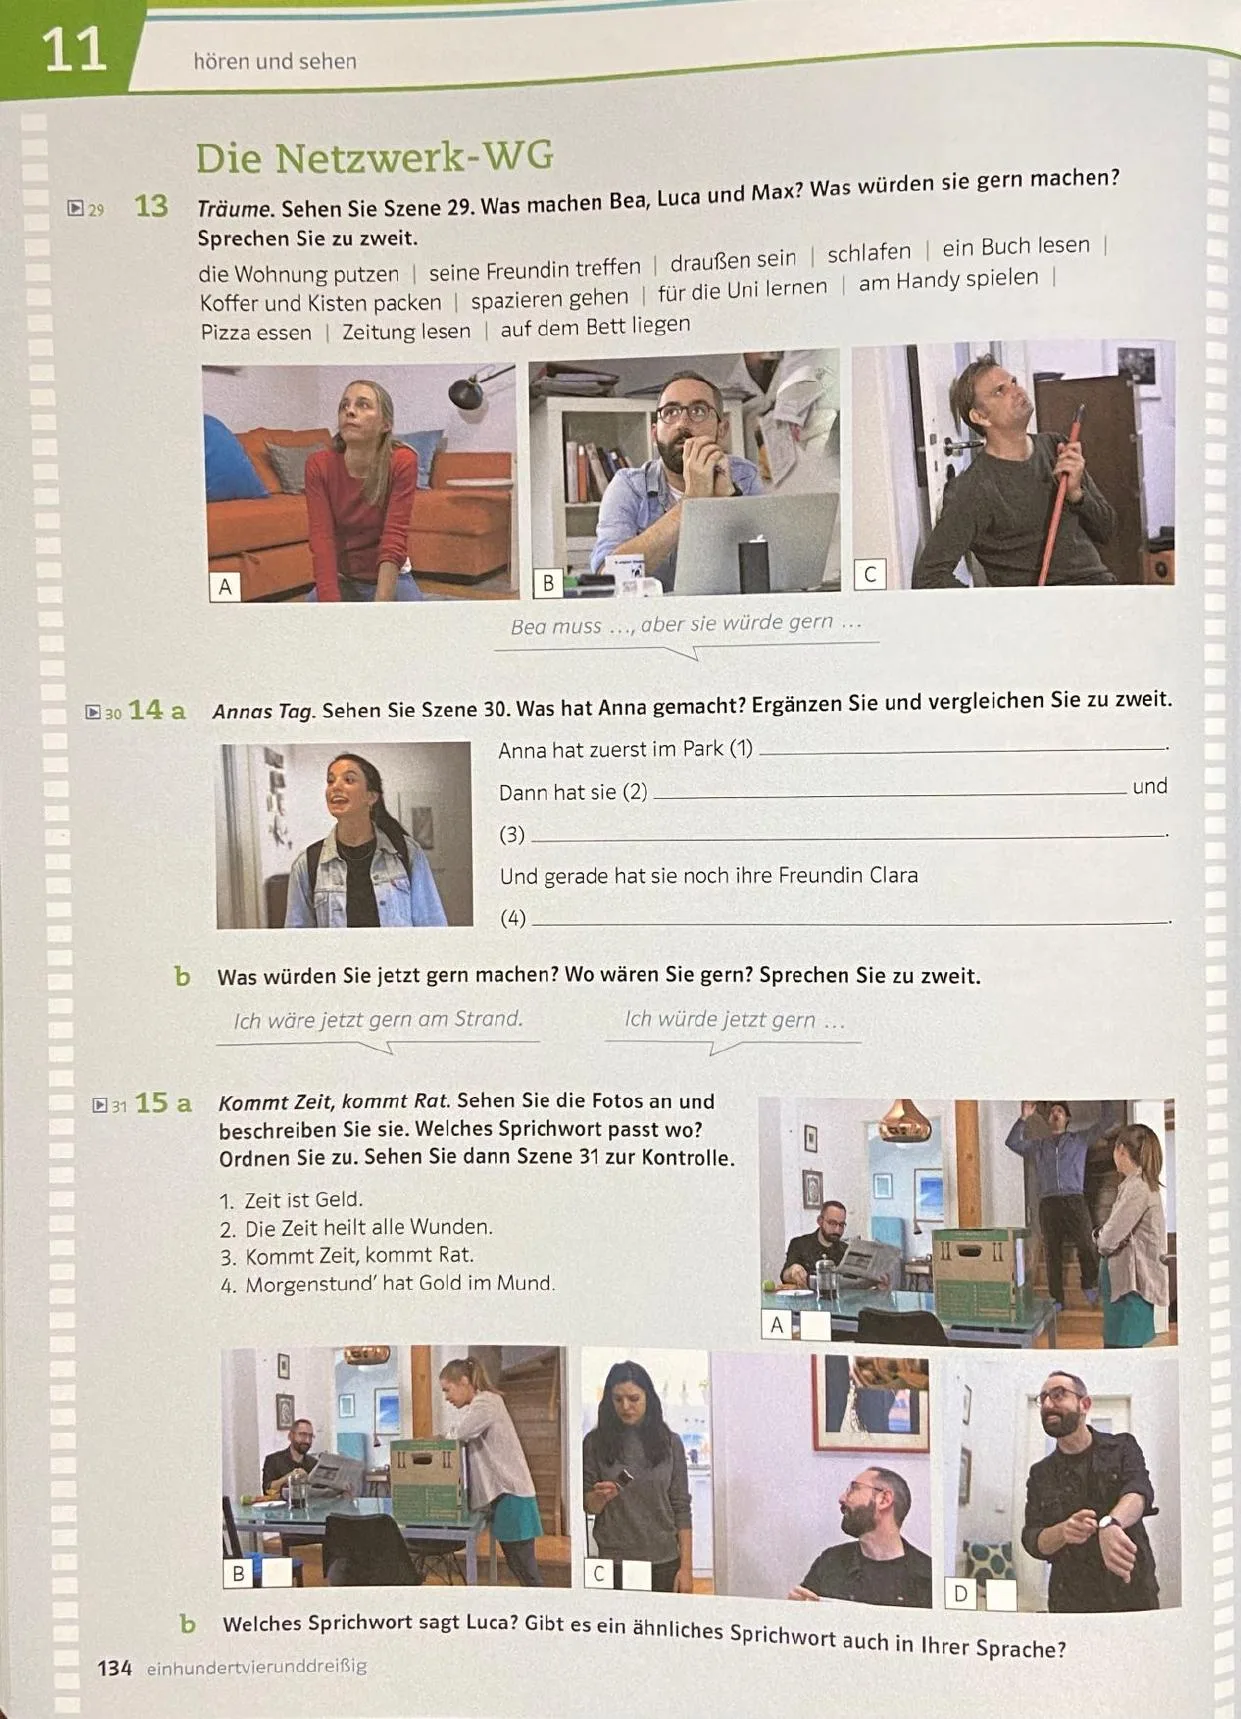 11
hören und sehen
Die Netzwerk-WG
29 13 Träume. Sehen Sie Szene 29. Was machen Bea, Luca und Max? Was würden sie gern machen?
Sprechen Sie zu zweit.
die Wohnung putzen | seine Freundin treffen | draußen sein | schlafen | ein Buch lesen |
Koffer und Kisten packen | spazieren gehen | für die Uni lernen | am Handy spielen |
Pizza essen | Zeitung lesen | auf dem Bett liegen
A
B
C
Bea muss ..., aber sie würde gern ...
30 14 a Annas Tag. Sehen Sie Szene 30. Was hat Anna gemacht? Ergänzen Sie und vergleichen Sie zu zweit.
Anna hat zuerst im Park (1) ____________.
Dann hat sie (2) ____________ und
(3) ____________.
Und gerade hat sie noch ihre Freundin Clara
(4) ____________.
b Was würden Sie jetzt gern machen? Wo wären Sie gern? Sprechen Sie zu zweit.
Ich wäre jetzt gern am Strand.
Ich würde jetzt gern ...
31 15 a Kommt Zeit, kommt Rat. Sehen Sie die Fotos an und
beschreiben Sie sie. Welches Sprichwort passt wo?
Ordnen Sie zu. Sehen Sie dann Szene 31 zur Kontrolle.
1. Zeit ist Geld.
2. Die Zeit heilt alle Wunden.
3. Kommt Zeit, kommt Rat.
4. Morgenstund' hat Gold im Mund.
A
B
C
D
b Welches Sprichwort sagt Luca? Gibt es ein ähnliches Sprichwort auch in Ihrer Sprache?
134 einhundertvierunddreißig